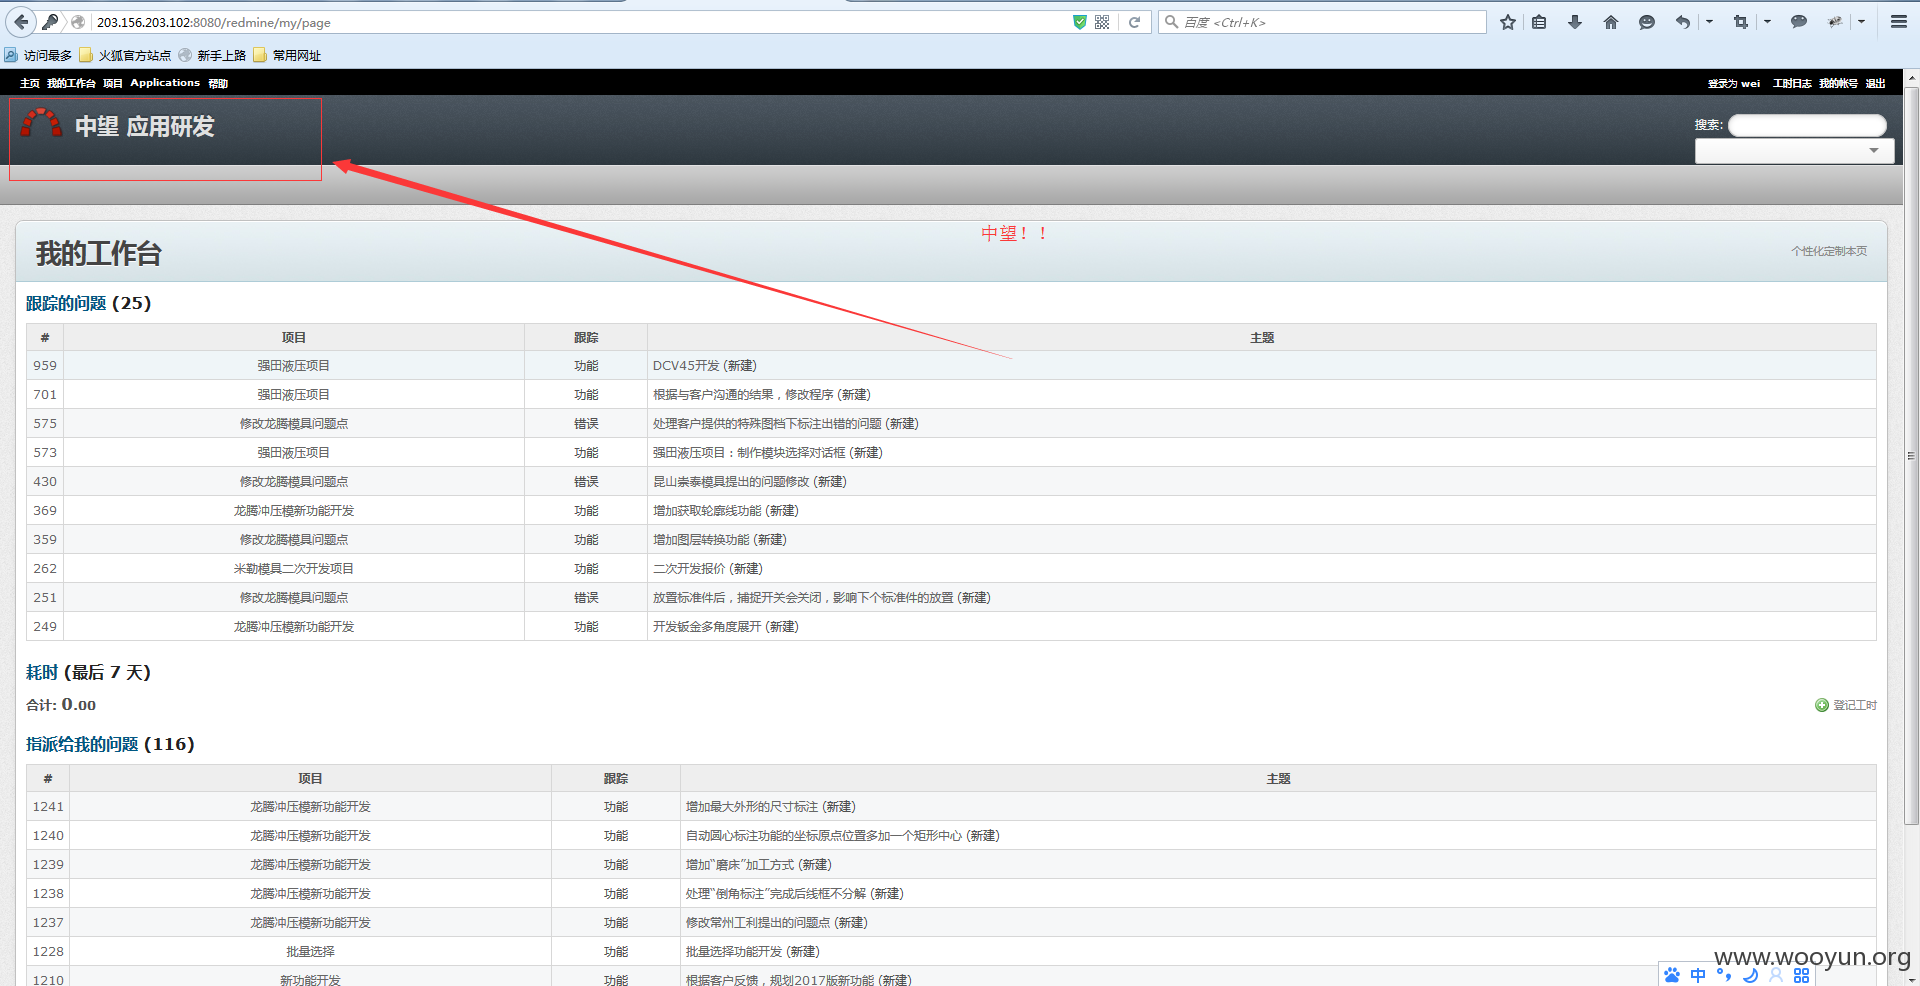 203.156.203.102:8080/redmine/my/page
百度 <Ctrl+K>
访问最多 火狐官方站点 新手上路 常用网址
主页 我的工作台 项目 Applications 帮助
登录为 wei 工时日志 我的帐号 退出
中望 应用研发
搜索:
中望！！
我的工作台
个性化定制本页
跟踪的问题 (25)
# 项目 跟踪 主题
959 强田液压项目 功能 DCV45开发 (新建)
701 强田液压项目 功能 根据与客户沟通的结果，修改程序 (新建)
575 修改龙腾模具问题点 错误 处理客户提供的特殊图档下标注出错的问题 (新建)
573 强田液压项目 功能 强田液压项目：制作模块选择对话框 (新建)
430 修改龙腾模具问题点 错误 昆山崇泰模具提出的问题修改 (新建)
369 龙腾冲压模新功能开发 功能 增加获取轮廓线功能 (新建)
359 修改龙腾模具问题点 功能 增加图层转换功能 (新建)
262 米勒模具二次开发项目 功能 二次开发报价 (新建)
251 修改龙腾模具问题点 错误 放置标准件后，捕捉开关会关闭，影响下个标准件的放置 (新建)
249 龙腾冲压模新功能开发 功能 开发钣金多角度展开 (新建)
耗时 (最后 7 天)
合计: 0.00
登记工时
指派给我的问题 (116)
# 项目 跟踪 主题
1241 龙腾冲压模新功能开发 功能 增加最大外形的尺寸标注 (新建)
1240 龙腾冲压模新功能开发 功能 自动圆心标注功能的坐标原点位置多加一个矩形中心 (新建)
1239 龙腾冲压模新功能开发 功能 增加“磨床”加工方式 (新建)
1238 龙腾冲压模新功能开发 功能 处理“倒角标注”完成后线框不分解 (新建)
1237 龙腾冲压模新功能开发 功能 修改常州工利提出的问题点 (新建)
1228 批量选择 功能 批量选择功能开发 (新建)
1210 新功能开发 功能 根据客户反馈，规划2017版新功能 (新建)
www.wooyun.org
中